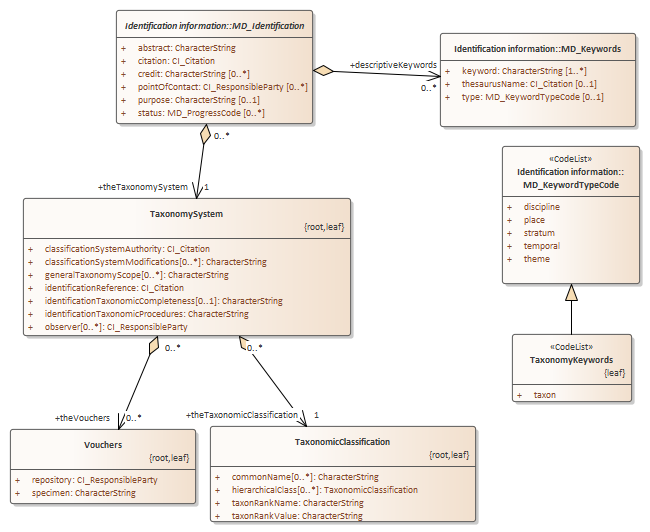 Identification information::MD_Identification
+ abstract: CharacterString
+ citation: CI_Citation
+ credit: CharacterString [0..*]
+ pointOfContact: CI_ResponsibleParty [0..*]
+ purpose: CharacterString [0..1]
+ status: MD_ProgressCode [0..*]
+descriptiveKeywords
0..*
Identification information::MD_Keywords
+ keyword: CharacterString [1..*]
+ thesaurusName: CI_Citation [0..1]
+ type: MD_KeywordTypeCode [0..1]
0..*
+theTaxonomySystem
1
«CodeList»
Identification information::
MD_KeywordTypeCode
+ discipline
+ place
+ stratum
+ temporal
+ theme
TaxonomySystem
{root,leaf}
+ classificationSystemAuthority: CI_Citation
+ classificationSystemModifications[0..*]: CharacterString
+ generalTaxonomyScope[0..*]: CharacterString
+ identificationReference: CI_Citation
+ identificationTaxonomicCompleteness[0..1]: CharacterString
+ identificationTaxonomicProcedures: CharacterString
+ observer[0..*]: CI_ResponsibleParty
«CodeList»
TaxonomyKeywords
{leaf}
+ taxon
0..*
0..*
+theVouchers
0..*
+theTaxonomicClassification
1
Vouchers
{root,leaf}
+ repository: CI_ResponsibleParty
+ specimen: CharacterString
TaxonomicClassification
{root,leaf}
+ commonName[0..*]: CharacterString
+ hierarchicalClass[0..*]: TaxonomicClassification
+ taxonRankName: CharacterString
+ taxonRankValue: CharacterString